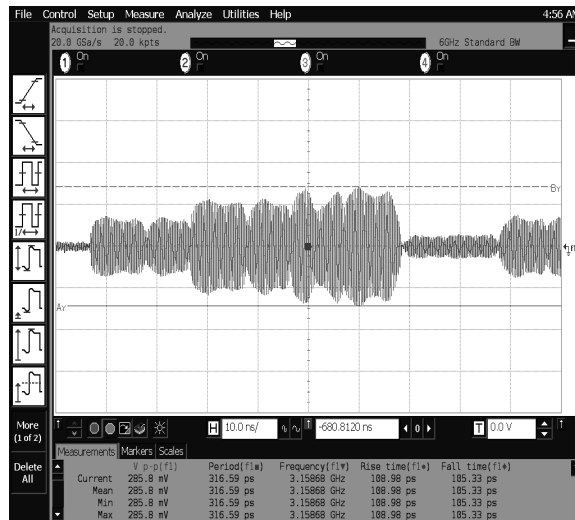 File Control Setup Measure Analyze Utilities Help 4:56 AM
Acquisition is stopped.
20.0 GSa/s 20.0 kpts 6GHz Standard BW
1 On 2 On 3 On 4 On
BY
AY
More
(1 of 2)
Delete
All
H 10.0 ns/ -680.8120 ns 0 T 0.0 V
Measurements Markers Scales
V p-p(f1) Period(f1) Frequency(f1) Rise time(f1) Fall time(f1)
Current 285.8 mV 316.59 ps 3.15868 GHz 108.98 ps 105.33 ps
Mean 285.8 mV 316.59 ps 3.15868 GHz 108.98 ps 105.33 ps
Min 285.8 mV 316.59 ps 3.15868 GHz 108.98 ps 105.33 ps
Max 285.8 mV 316.59 ps 3.15868 GHz 108.98 ps 105.33 ps